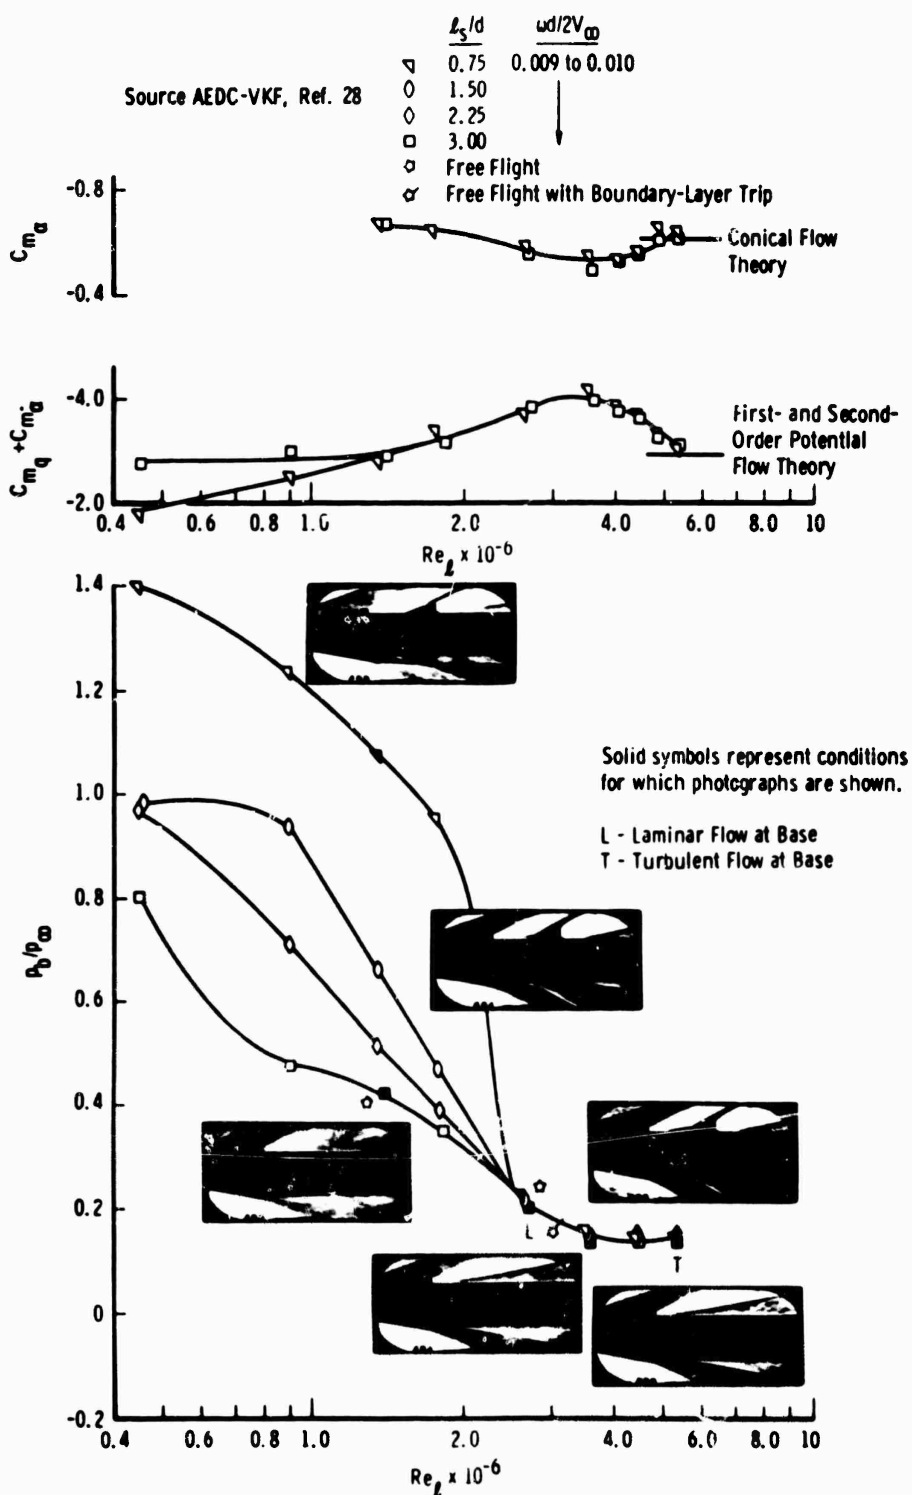 ℓs/d ωd/2V∞
0.75 0.009 to 0.010
Source AEDC-VKF, Ref. 28
1.50
2.25
3.00
Free Flight
Free Flight with Boundary-Layer Trip
-0.8
Cmα
Conical Flow
Theory
-0.4
-4.0
Cmq + Cmα̇
First- and Second-
Order Potential
Flow Theory
-2.0
0.4 0.6 0.8 1.0 2.0 4.0 6.0 8.0 10
Reℓ x 10-6
1.4
1.2
Solid symbols represent conditions
for which photographs are shown.
1.0
L - Laminar Flow at Base
T - Turbulent Flow at Base
0.8
pb/p∞
0.6
0.4
0.2
L
T
0
-0.2
0.4 0.6 0.8 1.0 2.0 4.0 6.0 8.0 10
Reℓ x 10-6